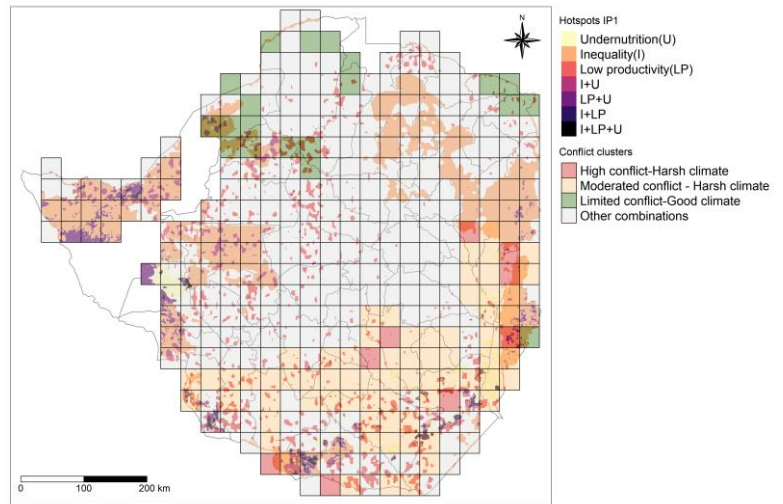 N
Hotspots IP1
Undernutrition(U)
Inequality(I)
Low productivity(LP)
I+U
LP+U
I+LP
I+LP+U
Conflict clusters
High conflict-Harsh climate
Moderated conflict - Harsh climate
Limited conflict-Good climate
Other combinations
0 100 200 km